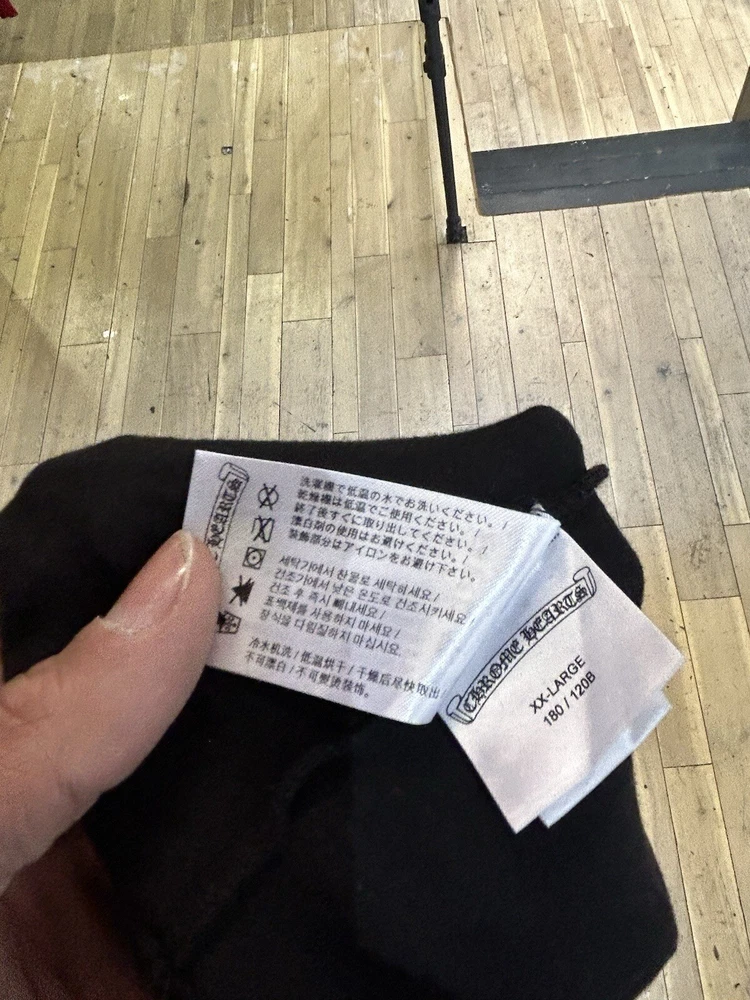 HEARTS
洗濯機で低温の水でお洗いください。/
乾燥機は低温でご使用ください。/
終了後すぐに取り出してください。/
漂白剤の使用はお避けください。/
装飾部分はアイロンをお避け下さい。
세탁기에서 찬물로 세탁하세요 /
건조기에서 낮은 온도로 건조시키세요 /
건조 후 즉시 빼내세요 /
표백제를 사용하지 마세요 /
장식을 다림질하지 마십시요.
冷水机洗 / 低温烘干 / 干燥后尽快取出 /
不可漂白 / 不可熨烫装饰。
CHROME HEARTS
XX-LARGE
180 / 120B